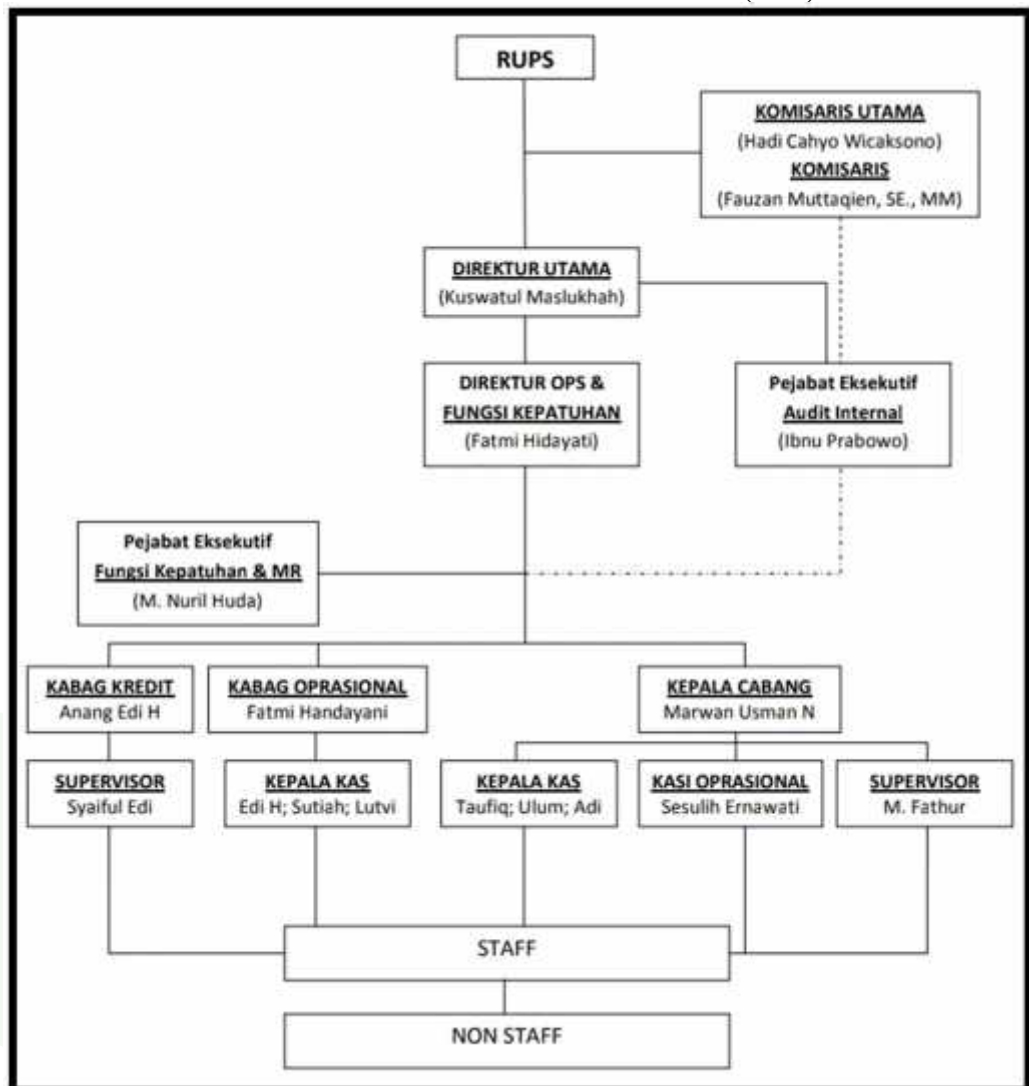 RUPS
KOMISARIS UTAMA
(Hadi Cahyo Wicaksono)
KOMISARIS
(Fauzan Muttaqien, SE., MM)
DIREKTUR UTAMA
(Kuswatul Maslukhah)
DIREKTUR OPS &
FUNGSI KEPATUHAN
(Fatmi Hidayati)
Pejabat Eksekutif
Audit Internal
(Ibnu Prabowo)
Pejabat Eksekutif
Fungsi Kepatuhan & MR
(M. Nuril Huda)
KABAG KREDIT
Anang Edi H
KABAG OPRASIONAL
Fatmi Handayani
KEPALA CABANG
Marwan Usman N
SUPERVISOR
Syaiful Edi
KEPALA KAS
Edi H; Sutiah; Lutvi
KEPALA KAS
Taufiq; Ulum; Adi
KASI OPRASIONAL
Sesulih Ernawati
SUPERVISOR
M. Fathur
STAFF
NON STAFF